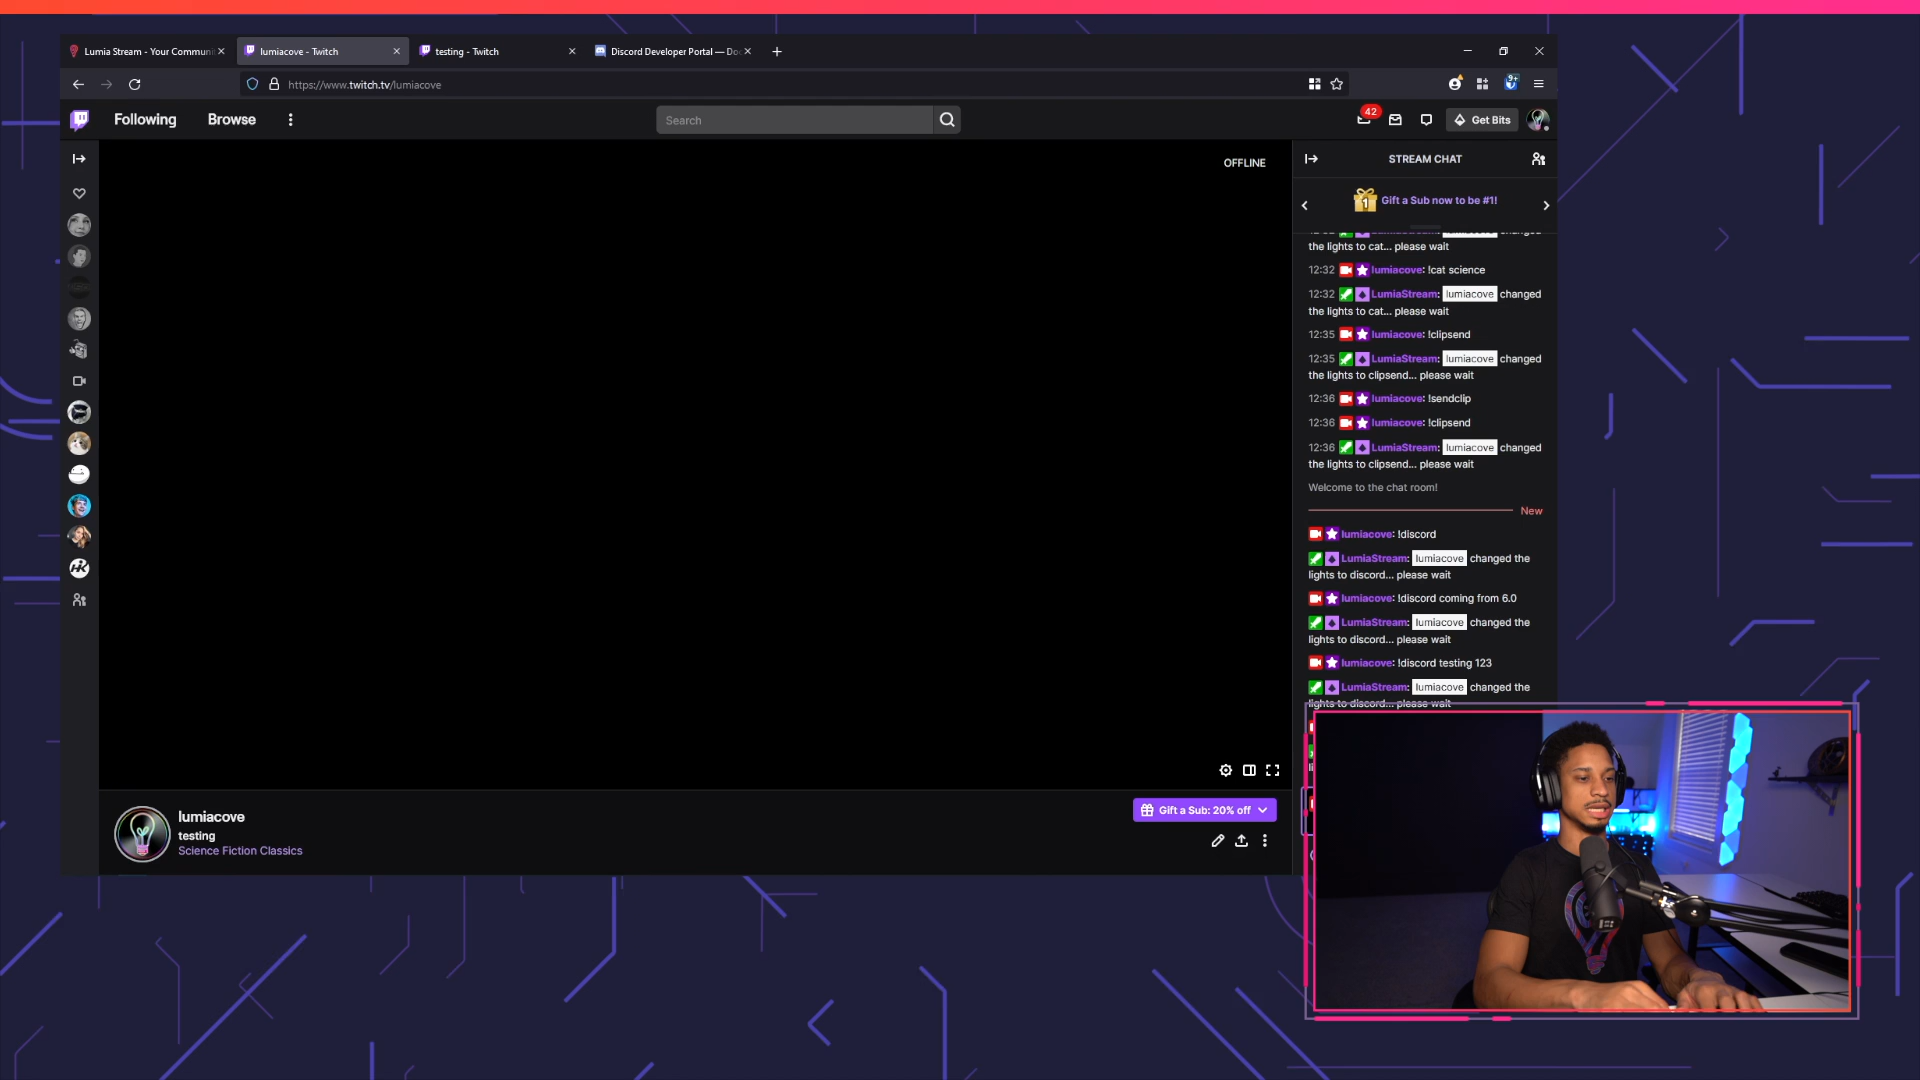 Lumia Stream - Your Communi
lumiacove - Twitch
testing - Twitch
Discord Developer Portal — Do
https://www.twitch.tv/lumiacove
9+
Following
Browse
Search
42
Get Bits
OFFLINE
STREAM CHAT
1
Gift a Sub now to be #1!
the lights to cat... please wait
12:32 lumiacove: !cat science
12:32 LumiaStream: lumiacove changed
the lights to cat... please wait
12:35 lumiacove: !clipsend
12:35 LumiaStream: lumiacove changed
the lights to clipsend... please wait
12:36 lumiacove: !sendclip
12:36 lumiacove: !clipsend
12:36 LumiaStream: lumiacove changed
the lights to clipsend... please wait
Welcome to the chat room!
New
lumiacove: !discord
LumiaStream: lumiacove changed the
lights to discord... please wait
lumiacove: !discord coming from 6.0
LumiaStream: lumiacove changed the
lights to discord... please wait
lumiacove: !discord testing 123
LumiaStream: lumiacove changed the
lights to discord... please wait
lumiacove
testing
Science Fiction Classics
Gift a Sub: 20% off